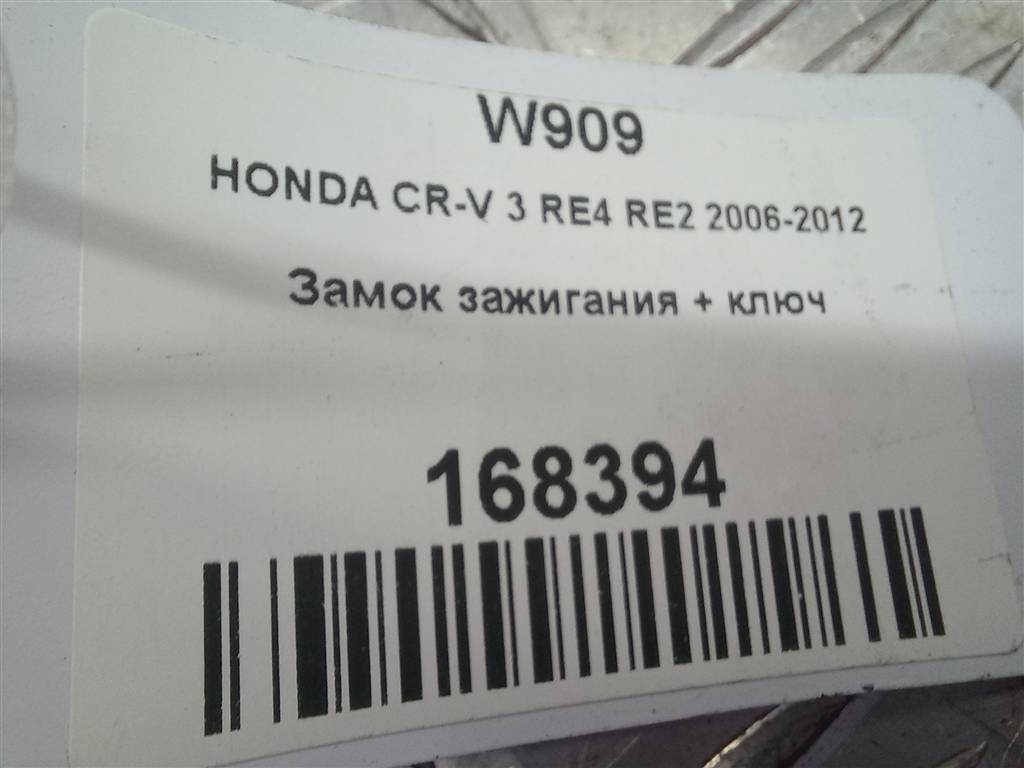 W909
HONDA CR-V 3 RE4 RE2 2006-2012
Замок зажигания + ключ
168394